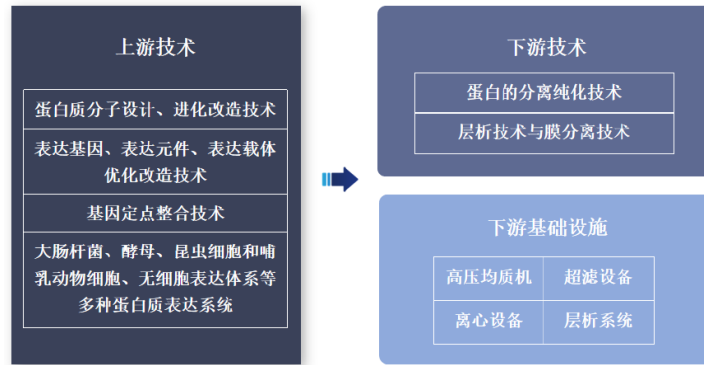 上游技术
蛋白质分子设计、进化改造技术
表达基因、表达元件、表达载体
优化改造技术
基因定点整合技术
大肠杆菌、酵母、昆虫细胞和哺
乳动物细胞、无细胞表达体系等
多种蛋白质表达系统
下游技术
蛋白的分离纯化技术
层析技术与膜分离技术
下游基础设施
高压均质机
超滤设备
离心设备
层析系统